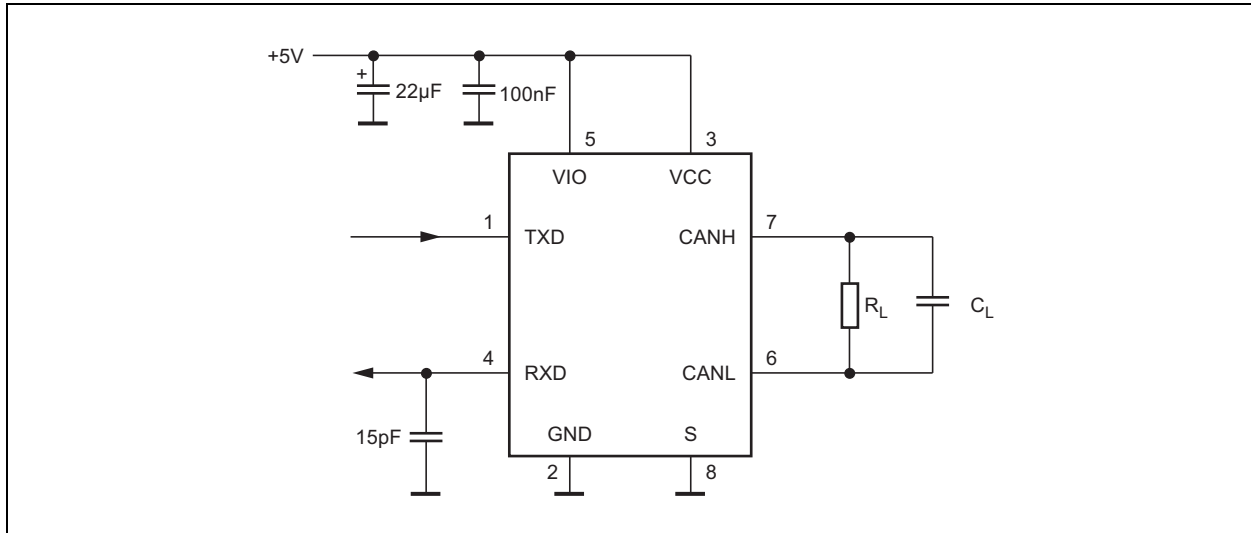 +5V
+
22µF
100nF
5
3
VIO
VCC
1
7
TXD
CANH
R_L
C_L
4
6
RXD
CANL
15pF
GND
S
2
8